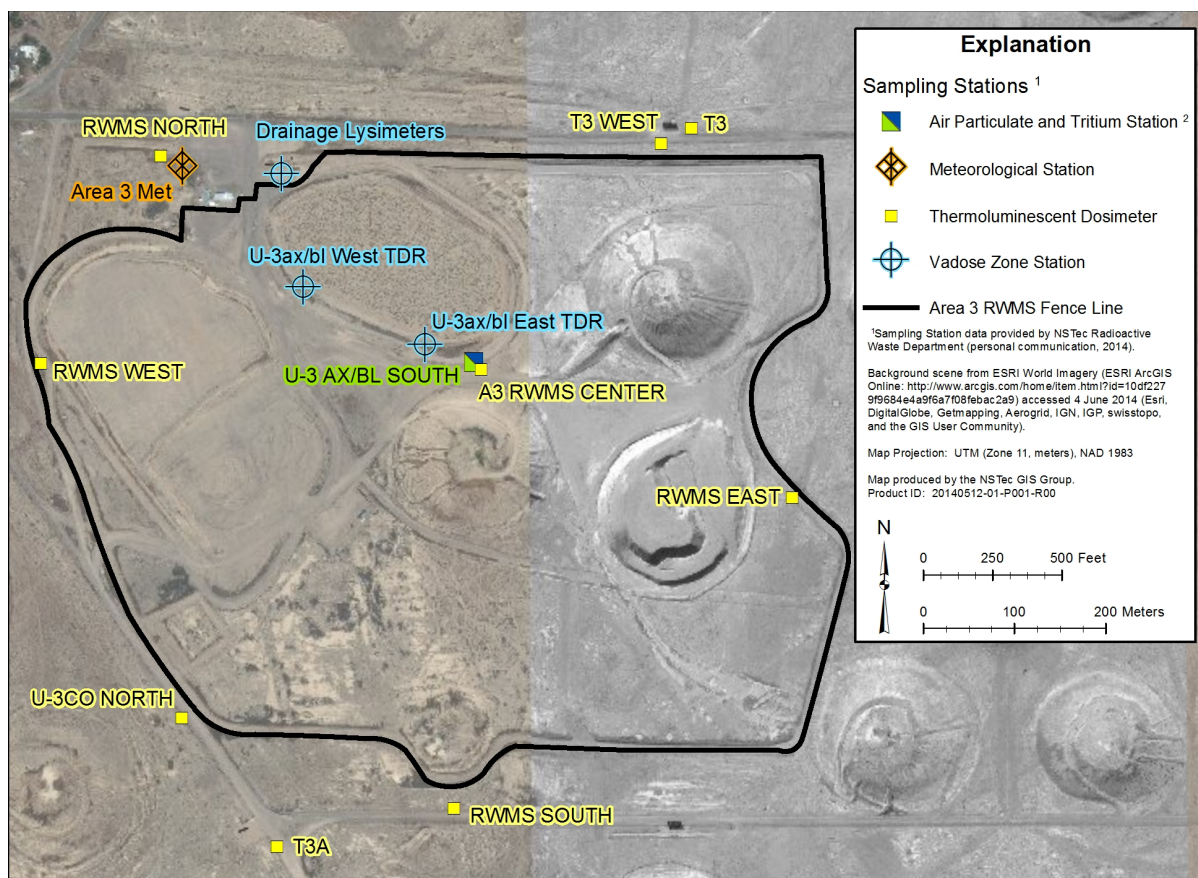 RWMS NORTH
Drainage Lysimeters
T3 WEST
T3
Area 3 Met
U-3ax/bl West TDR
U-3ax/bl East TDR
RWMS WEST
U-3 AX/BL SOUTH
A3 RWMS CENTER
RWMS EAST
U-3CO NORTH
RWMS SOUTH
T3A
Explanation
Sampling Stations 1
Air Particulate and Tritium Station 2
Meteorological Station
Thermoluminescent Dosimeter
Vadose Zone Station
Area 3 RWMS Fence Line
1Sampling Station data provided by NSTec Radioactive
Waste Department (personal communication, 2014).
Background scene from ESRI World Imagery (ESRI ArcGIS
Online: http://www.arcgis.com/home/item.html?id=10df227
9f9684e4a9f6a7f08febac2a9) accessed 4 June 2014 (Esri,
DigitalGlobe, Getmapping, Aerogrid, IGN, IGP, swisstopo,
and the GIS User Community).
Map Projection: UTM (Zone 11, meters), NAD 1983
Map produced by the NSTec GIS Group.
Product ID: 20140512-01-P001-R00
N
0 250 500 Feet
0 100 200 Meters